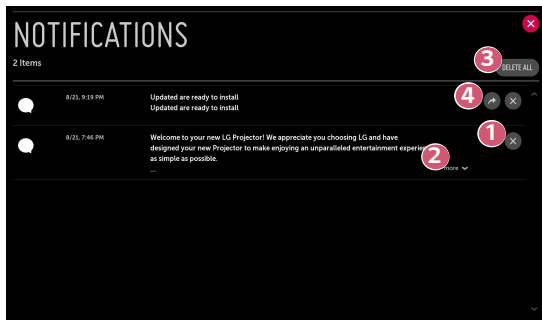 NOTIFICATIONS
2 Items
3
DELETE ALL
8/21, 9:19 PM
Updated are ready to install
Updated are ready to install
4
8/21, 7:46 PM
Welcome to your new LG Projector! We appreciate you choosing LG and have
designed your new Projector to make enjoying an unparalleled entertainment
as simple as possible.
...
1
2
more